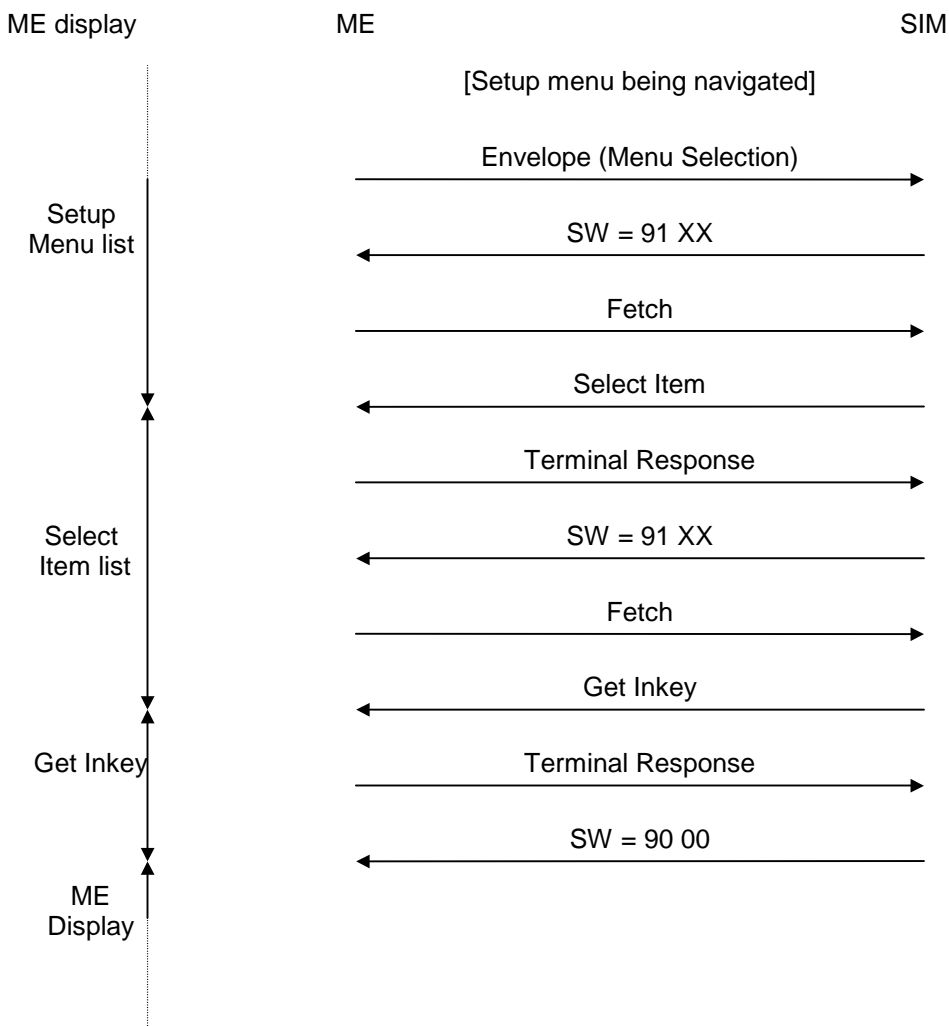 ME display ME SIM
[Setup menu being navigated]
Envelope (Menu Selection)
Setup
Menu list
SW = 91 XX
Fetch
Select Item
Terminal Response
Select
Item list
SW = 91 XX
Fetch
Get Inkey
Get Inkey
Terminal Response
SW = 90 00
ME
Display